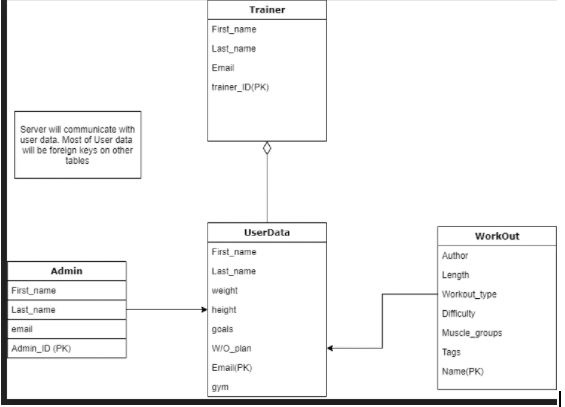 Trainer
First_name
Last_name
Email
trainer_ID(PK)
Server will communicate with
user data. Most of User data
will be foreign keys on other
tables
UserData
First_name
Last_name
weight
height
goals
W/O_plan
Email(PK)
gym
WorkOut
Author
Length
Workout_type
Difficulty
Muscle_groups
Tags
Name(PK)
Admin
First_name
Last_name
email
Admin_ID (PK)